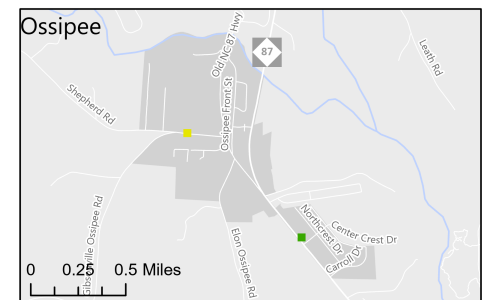 Ossipee
Old NC 87 Hwy
87
Leath Rd
Shepherd Rd
Ossipee Front St
Gibsonville Ossipee Rd
Elon Ossipee Rd
Northcrest Dr
Center Crest Dr
Carroll Dr
0 0.25 0.5 Miles